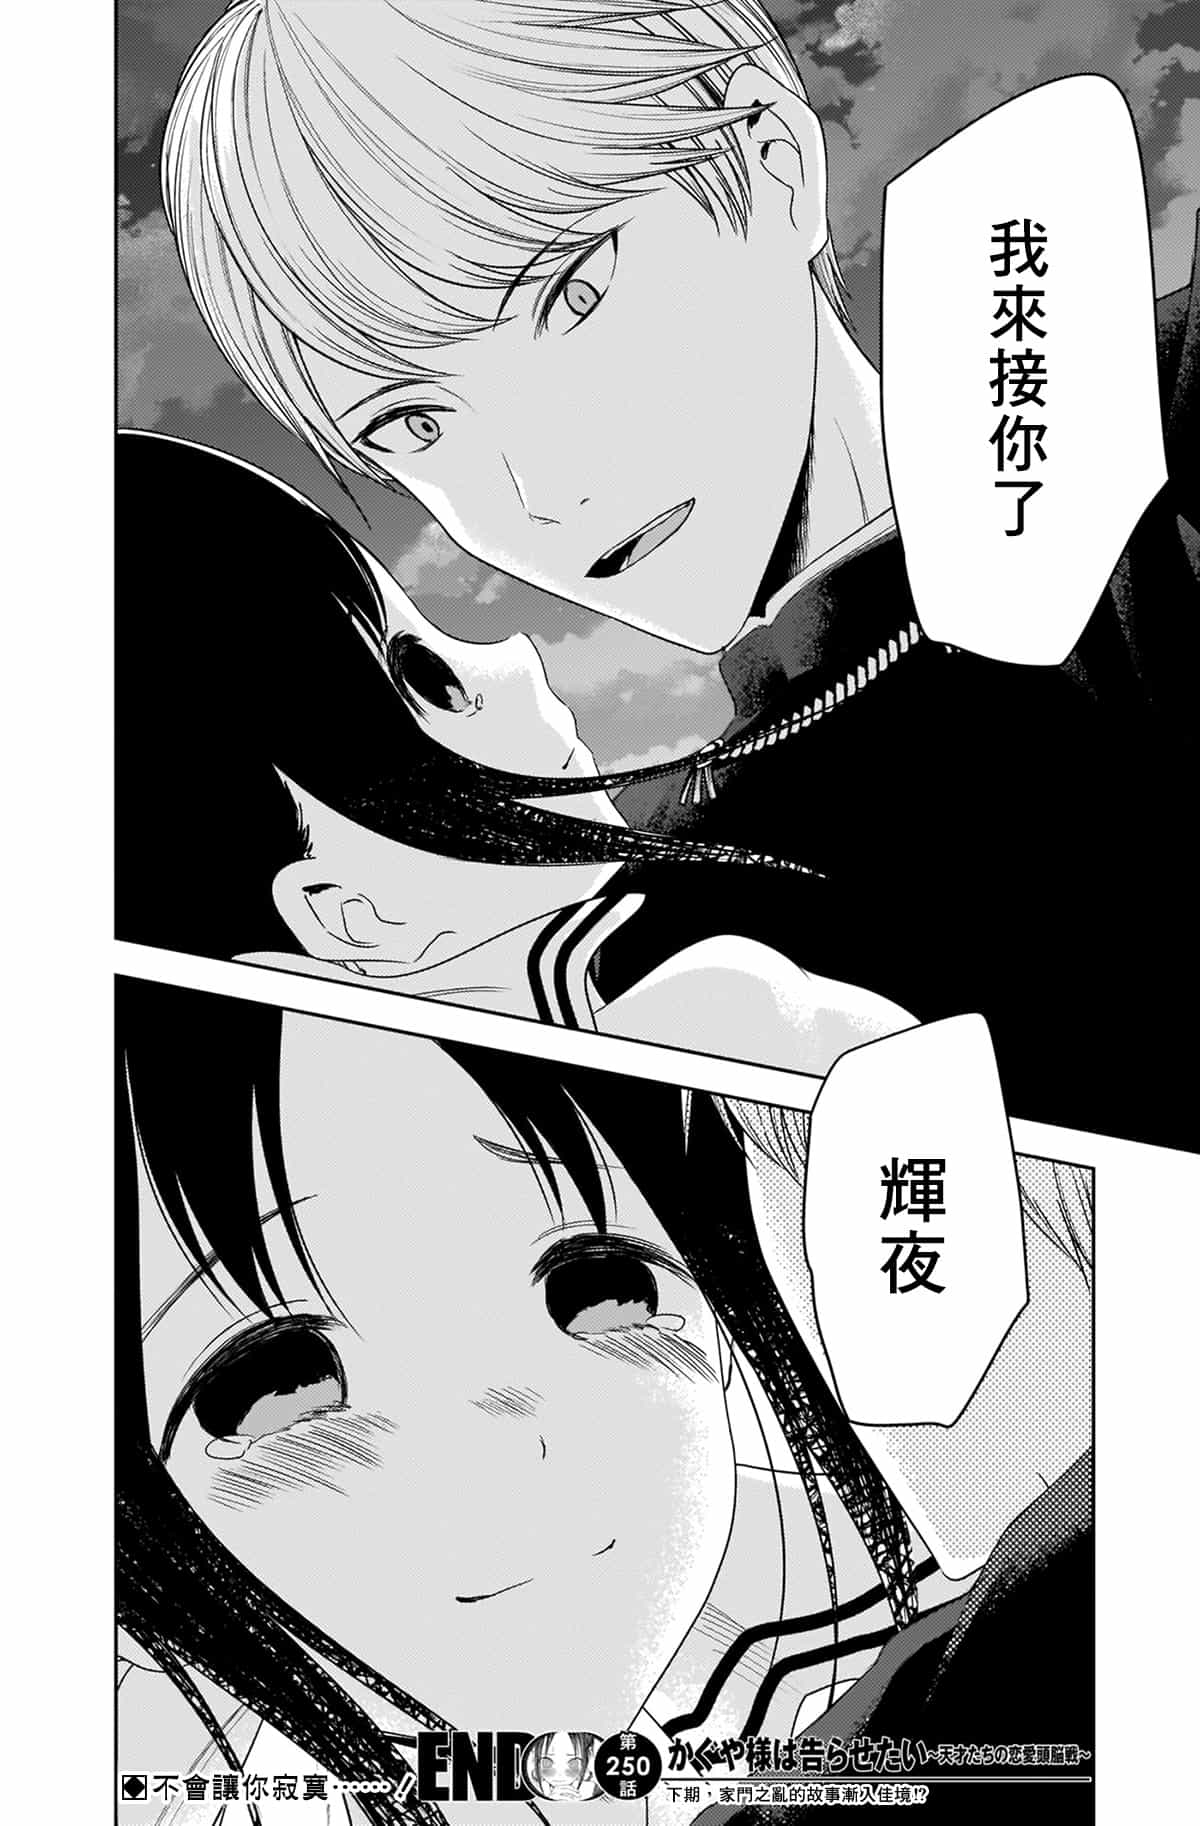 我來接你了
輝夜
◆不會讓你寂寞⋯⋯⋯!
END
第250話
かぐや様は告らせたい~天才たちの恋愛頭脳戦~
下期，家門之亂的故事漸入佳境!?